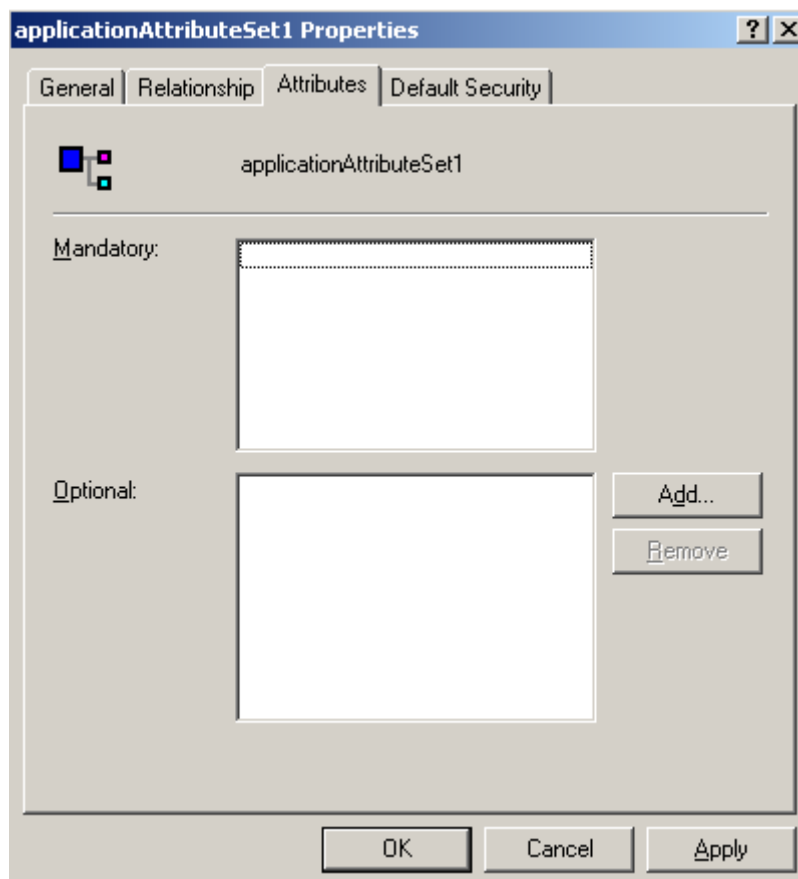 applicationAttributeSet1 Properties
General Relationship Attributes Default Security
applicationAttributeSet1
Mandatory:
Optional:
Add...
Remove
OK Cancel Apply